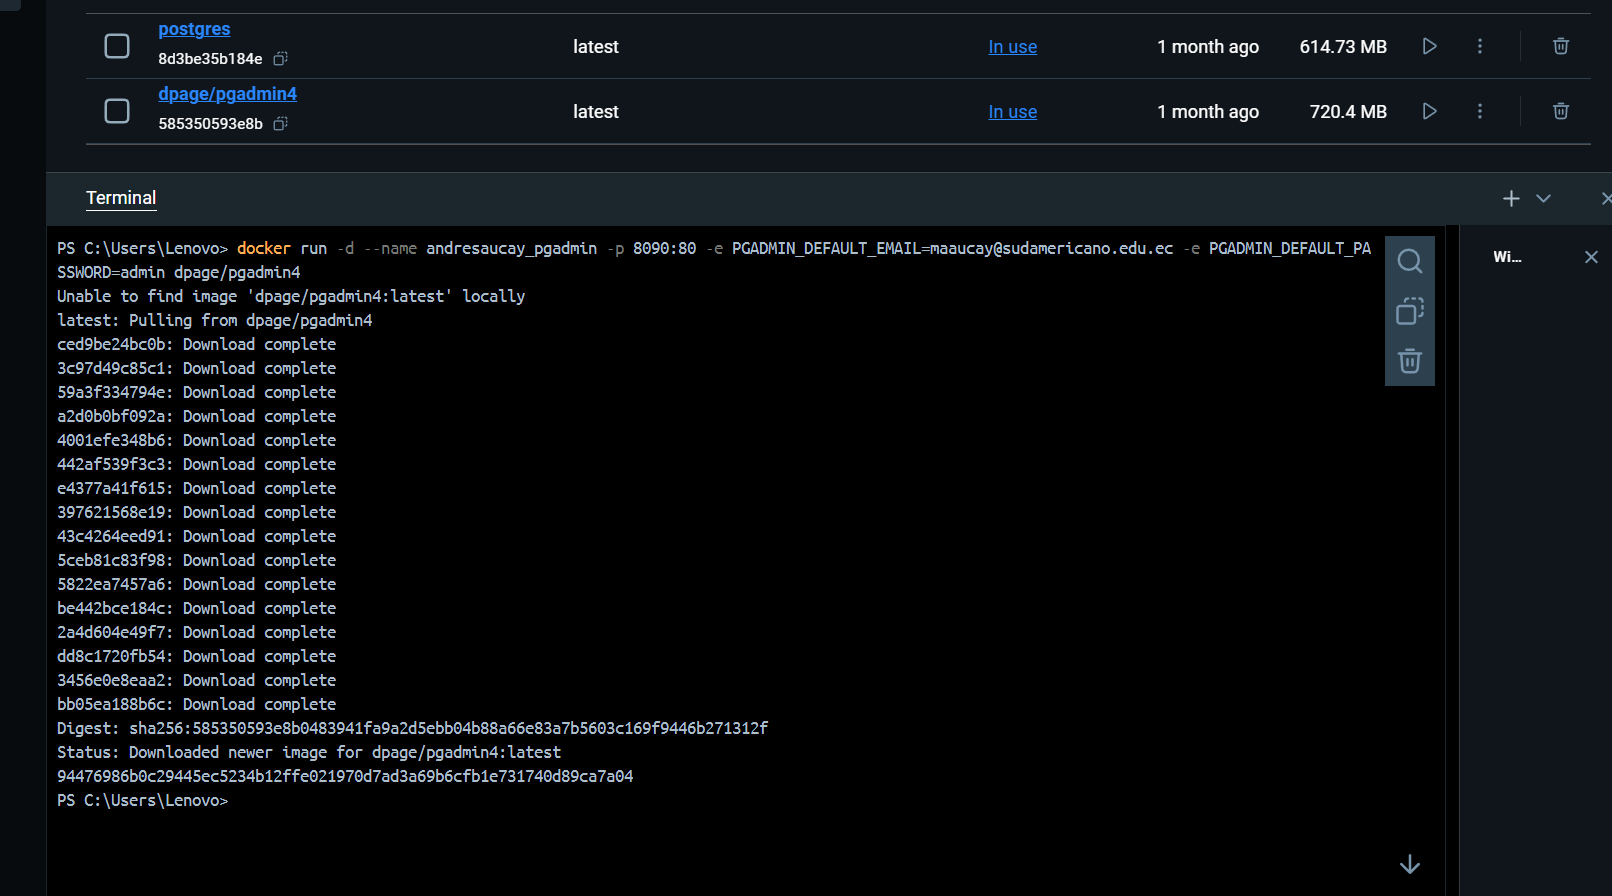 postgres
8d3be35b184e
latest
In use
1 month ago
614.73 MB
dpage/pgadmin4
585350593e8b
latest
In use
1 month ago
720.4 MB
Terminal
PS C:\Users\Lenovo> docker run -d --name andresaucay_pgadmin -p 8090:80 -e PGADMIN_DEFAULT_EMAIL=maaucay@sudamericano.edu.ec -e PGADMIN_DEFAULT_PA
SSWORD=admin dpage/pgadmin4
Unable to find image 'dpage/pgadmin4:latest' locally
latest: Pulling from dpage/pgadmin4
ced9be24bc0b: Download complete
3c97d49c85c1: Download complete
59a3f334794e: Download complete
a2d0b0bf092a: Download complete
4001efe348b6: Download complete
442af539f3c3: Download complete
e4377a41f615: Download complete
397621568e19: Download complete
43c4264eed91: Download complete
5ceb81c83f98: Download complete
5822ea7457a6: Download complete
be442bce184c: Download complete
2a4d604e49f7: Download complete
dd8c1720fb54: Download complete
3456e0e8eaa2: Download complete
bb05ea188b6c: Download complete
Digest: sha256:585350593e8b0483941fa9a2d5ebb04b88a66e83a7b5603c169f9446b271312f
Status: Downloaded newer image for dpage/pgadmin4:latest
94476986b0c29445ec5234b12ffe021970d7ad3a69b6cfb1e731740d89ca7a04
PS C:\Users\Lenovo>
Wi...